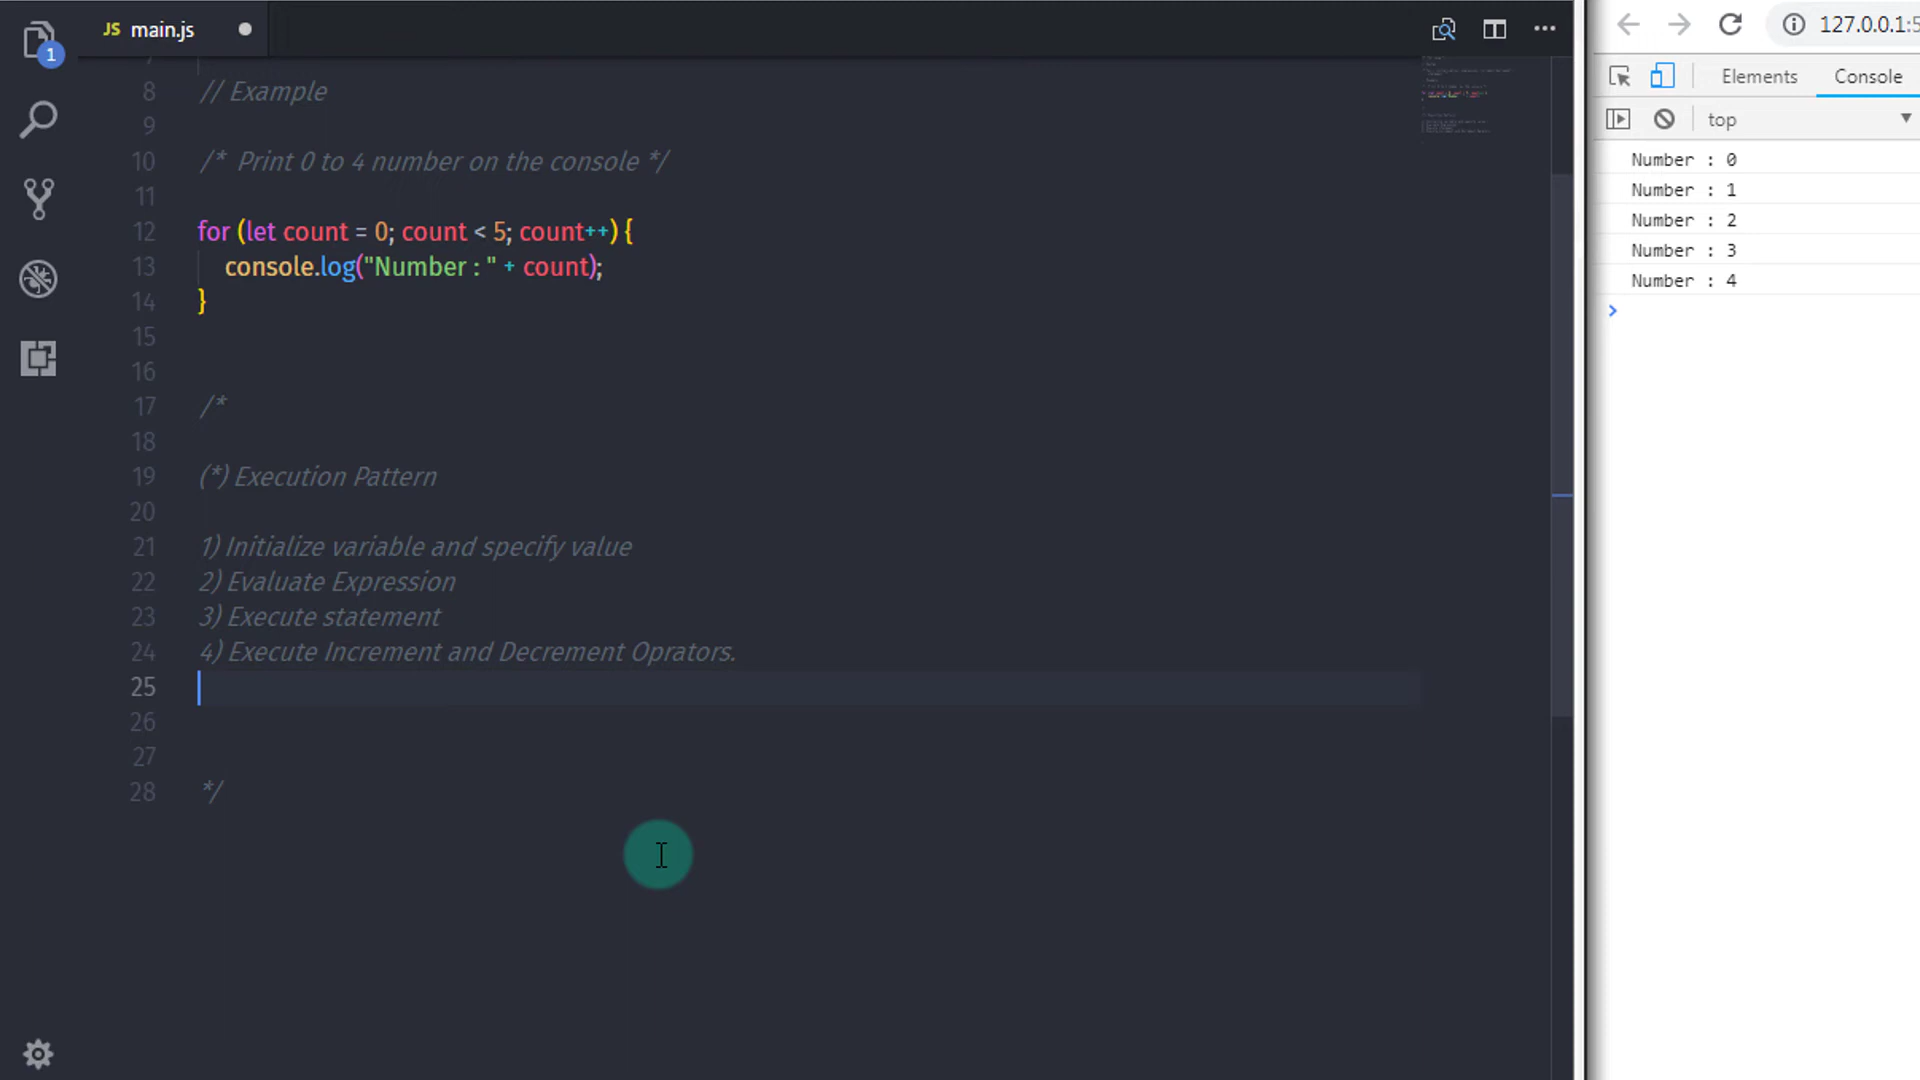 JS main.js
1
8 // Example
9
10 /* Print 0 to 4 number on the console */
11
12 for (let count = 0; count < 5; count++) {
13 console.log("Number : " + count);
14 }
15
16
17 /*
18
19 (*) Execution Pattern
20
21 1) Initialize variable and specify value
22 2) Evaluate Expression
23 3) Execute statement
24 4) Execute Increment and Decrement Oprators.
25
26
27
28 */
127.0.0.1:5
Elements Console
top
Number : 0
Number : 1
Number : 2
Number : 3
Number : 4
>